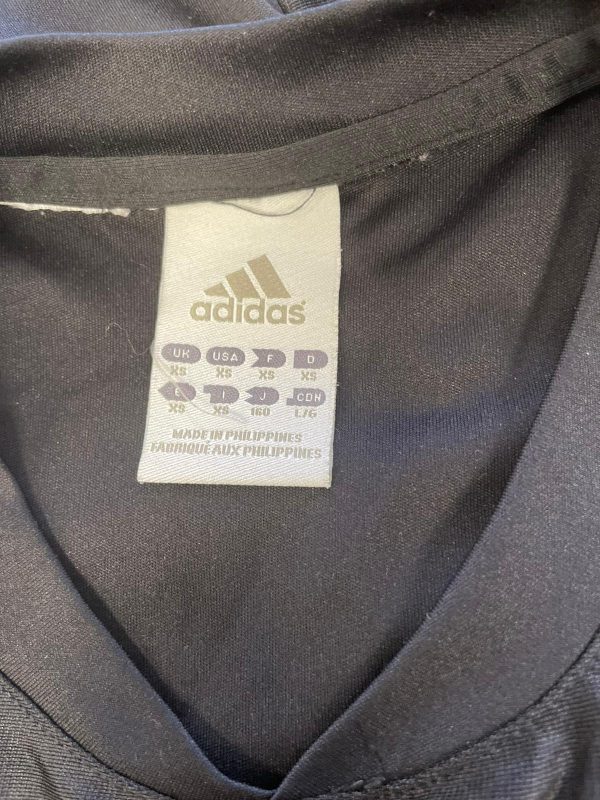 adidas
UK USA F D
XS XS XS XS
E I J CDN
XS XS 160 L/G
MADE IN PHILIPPINES
FABRIQUÉ AUX PHILIPPINES